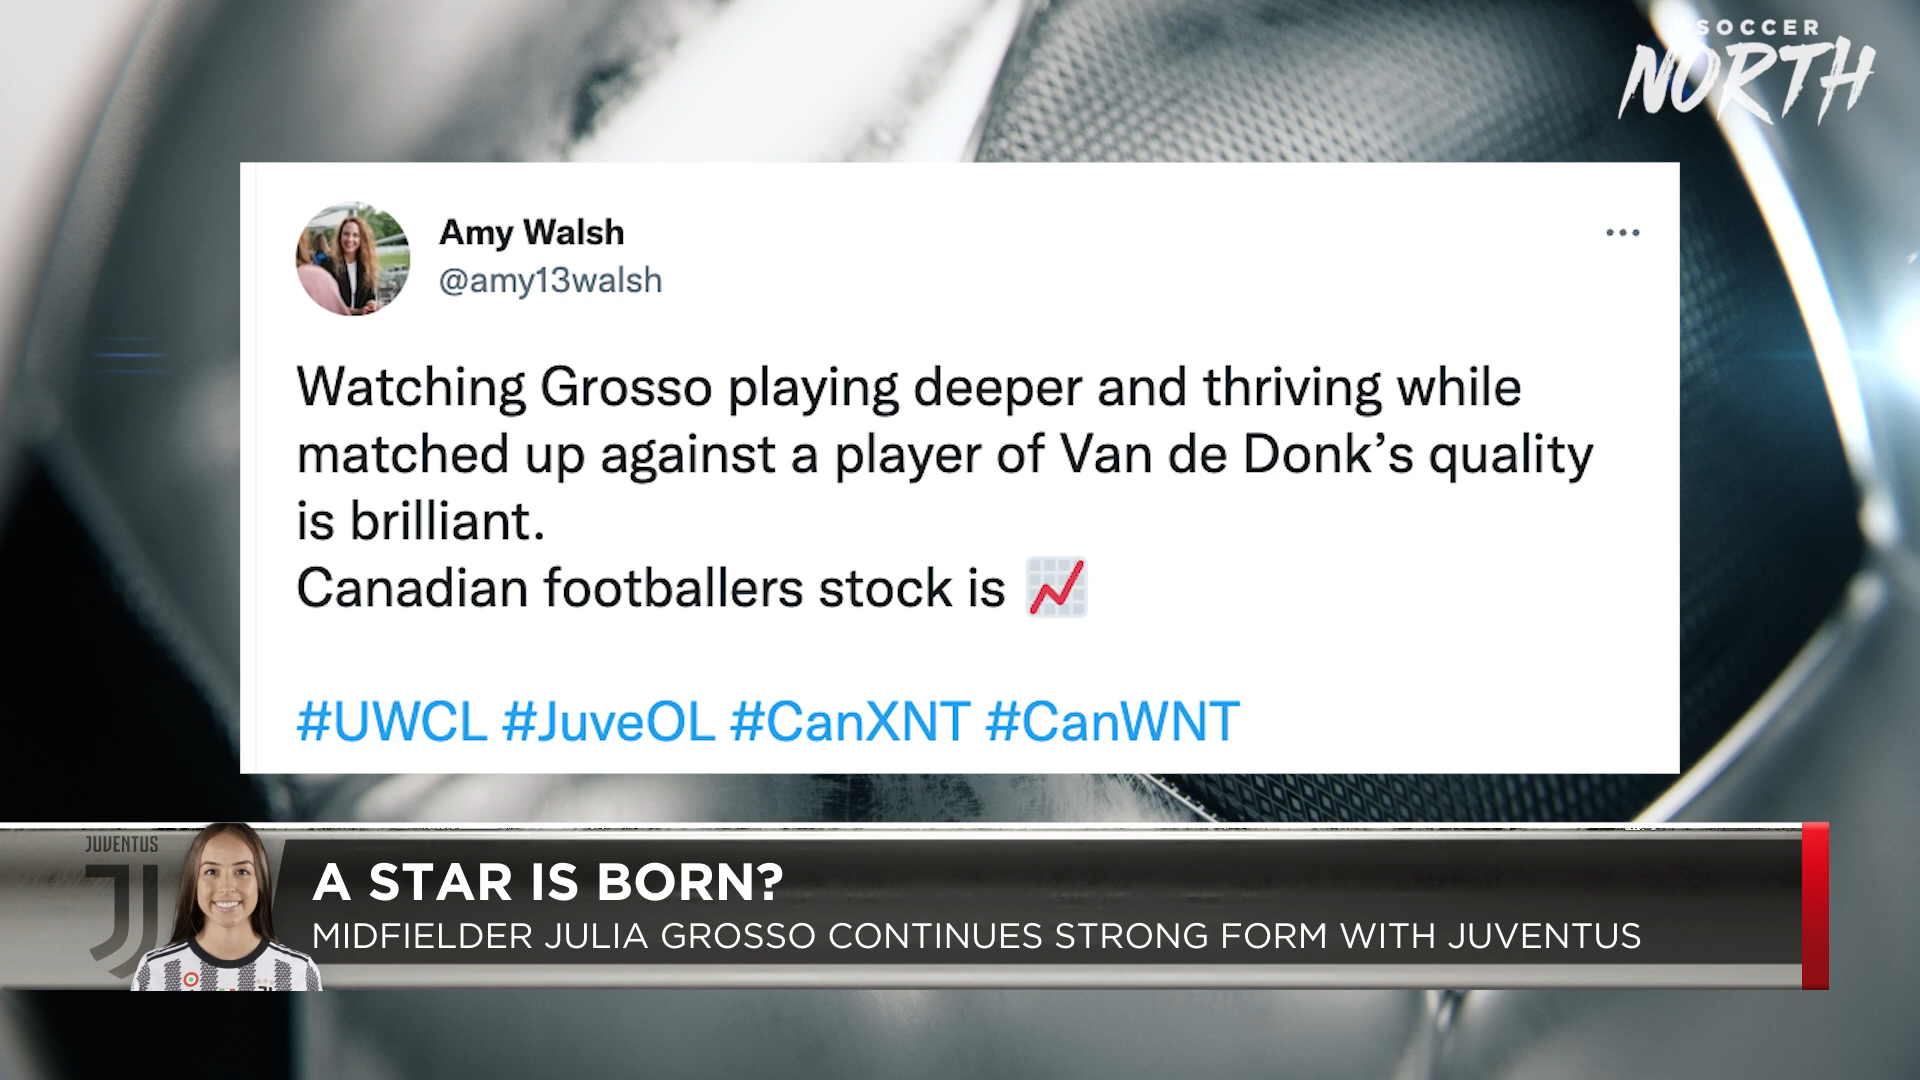 SOCCER
NORTH
Amy Walsh
@amy13walsh
Watching Grosso playing deeper and thriving while
matched up against a player of Van de Donk’s quality
is brilliant.
Canadian footballers stock is 📈
#UWCL #JuveOL #CanXNT #CanWNT
JUVENTUS
A STAR IS BORN?
MIDFIELDER JULIA GROSSO CONTINUES STRONG FORM WITH JUVENTUS